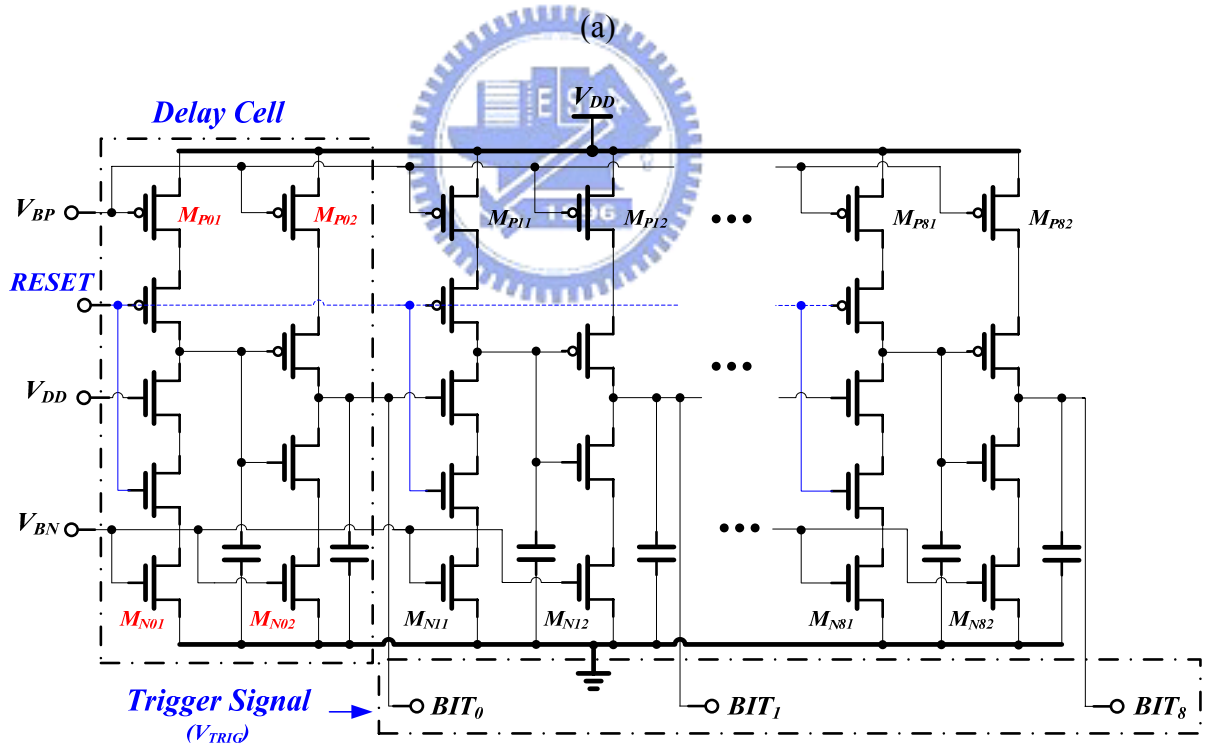 (a)
V_DD
Delay Cell
V_BP
M_P01
M_P02
M_P11
M_P12
•••
M_P81
M_P82
1896
RESET
•••
V_DD
V_BN
•••
M_N01
M_N02
M_N11
M_N12
M_N81
M_N82
Trigger Signal
(V_TRIG)
BIT_0
BIT_1
BIT_8